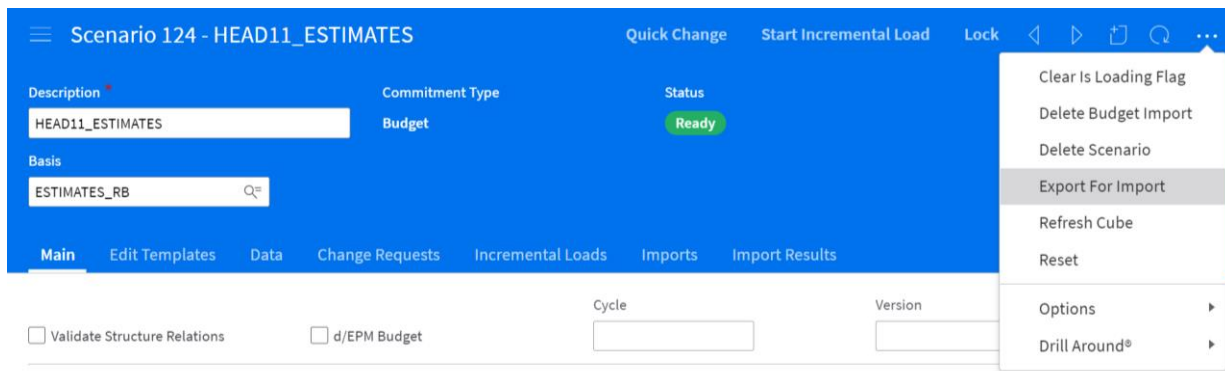 Scenario 124 - HEAD11_ESTIMATES
Quick Change Start Incremental Load Lock
Description *
HEAD11_ESTIMATES
Commitment Type
Budget
Status
Ready
Basis
ESTIMATES_RB
Main Edit Templates Data Change Requests Incremental Loads Imports Import Results
Validate Structure Relations
d/EPM Budget
Cycle
Version
Clear Is Loading Flag
Delete Budget Import
Delete Scenario
Export For Import
Refresh Cube
Reset
Options
Drill Around®